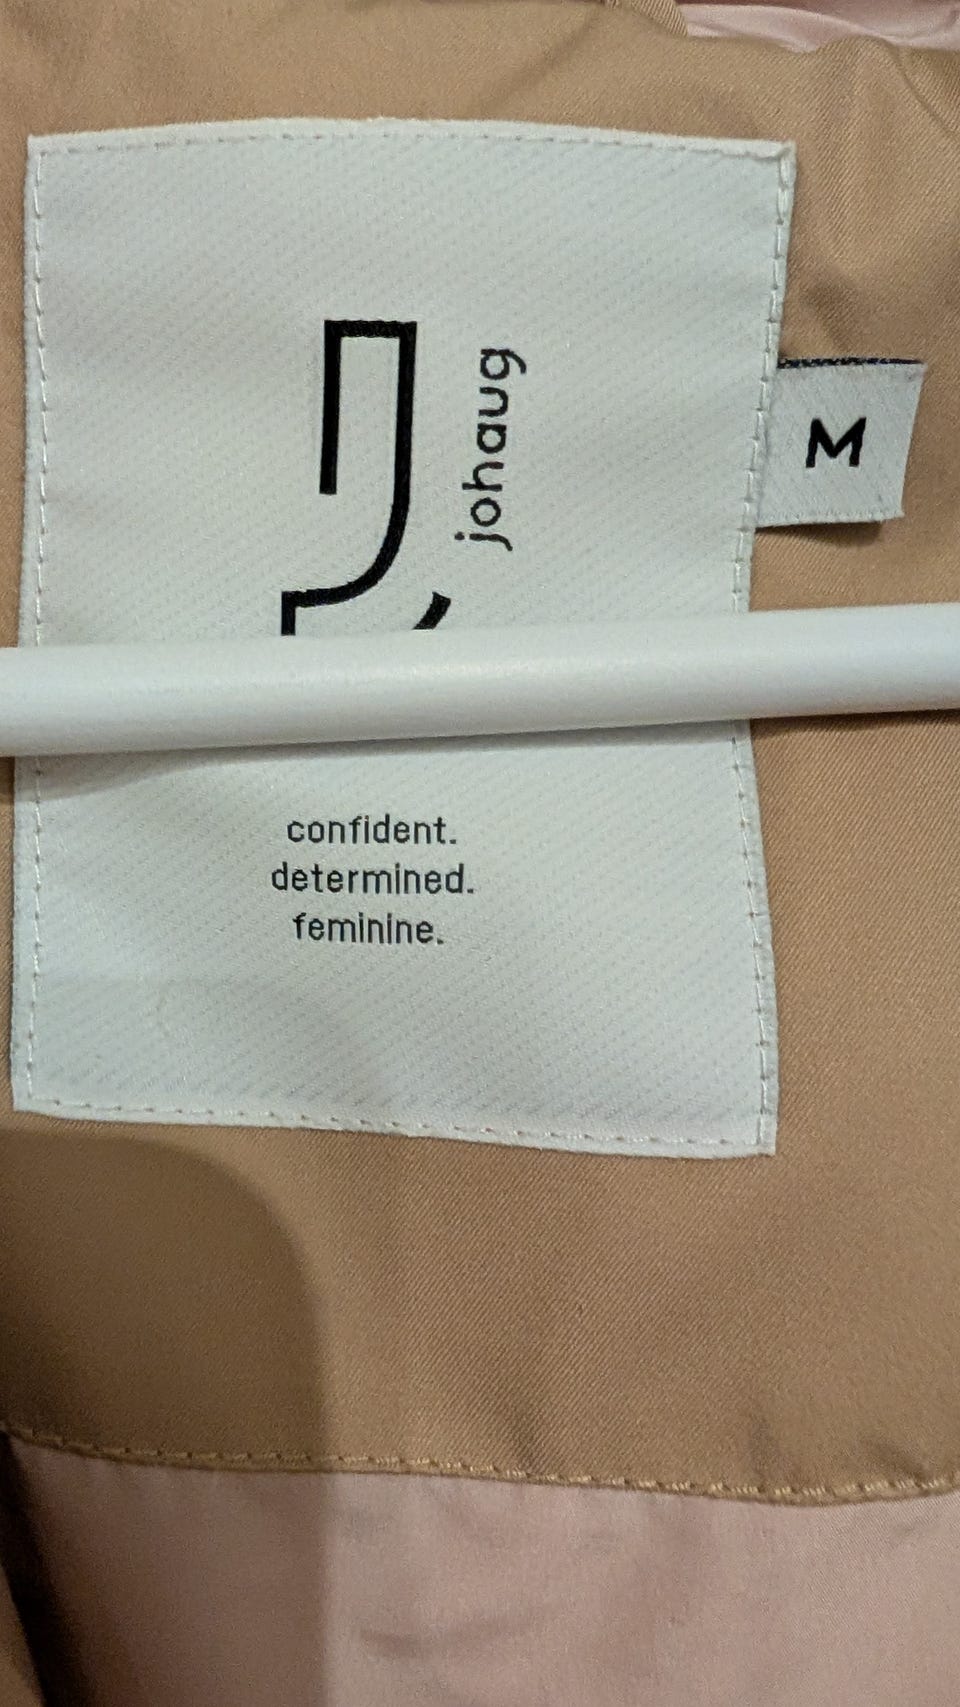 J,
johaug
M
confident.
determined.
feminine.